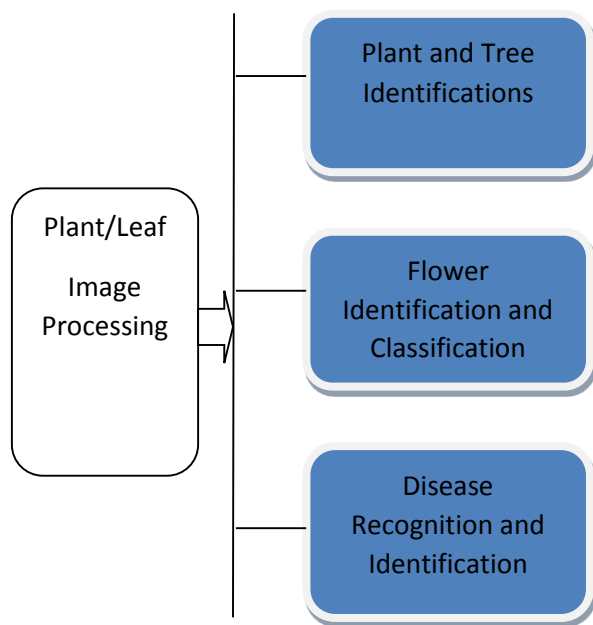 Plant/Leaf
Image
Processing
Plant and Tree
Identifications
Flower
Identification and
Classification
Disease
Recognition and
Identification